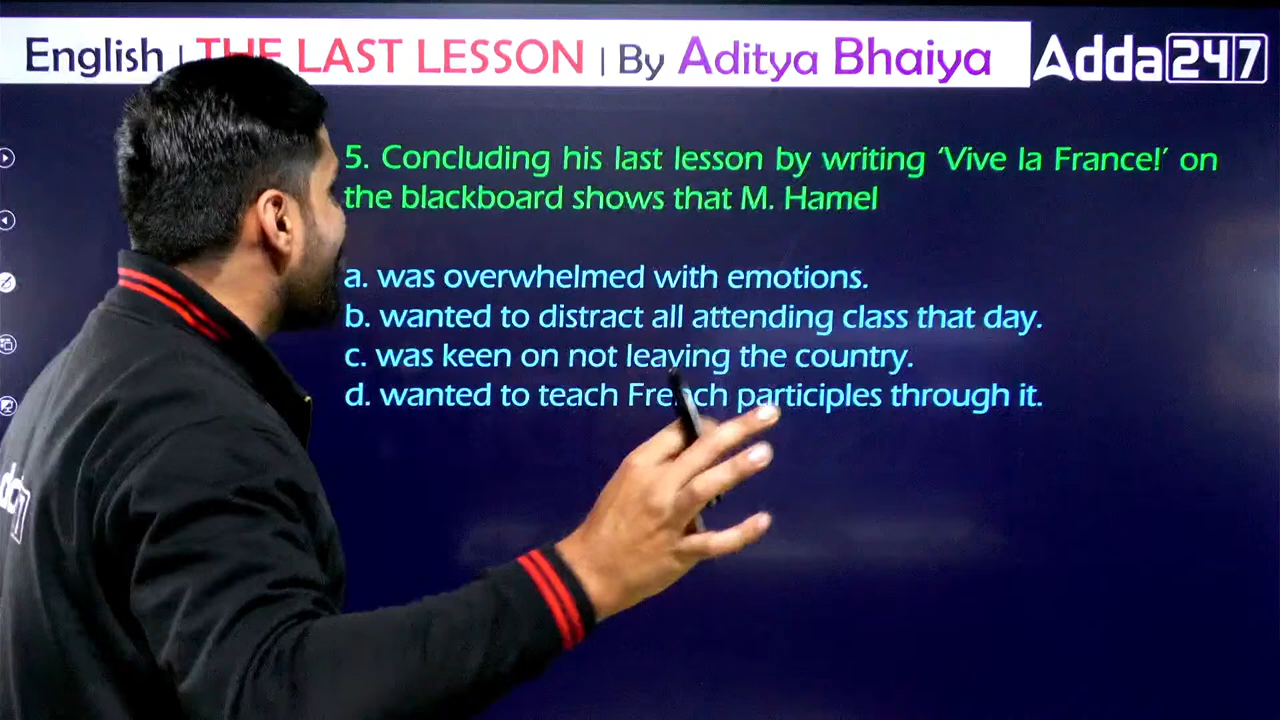 English | THE LAST LESSON | By Aditya Bhaiya
Adda247
5. Concluding his last lesson by writing ‘Vive la France!’ on
the blackboard shows that M. Hamel
a. was overwhelmed with emotions.
b. wanted to distract all attending class that day.
c. was keen on not leaving the country.
d. wanted to teach French participles through it.